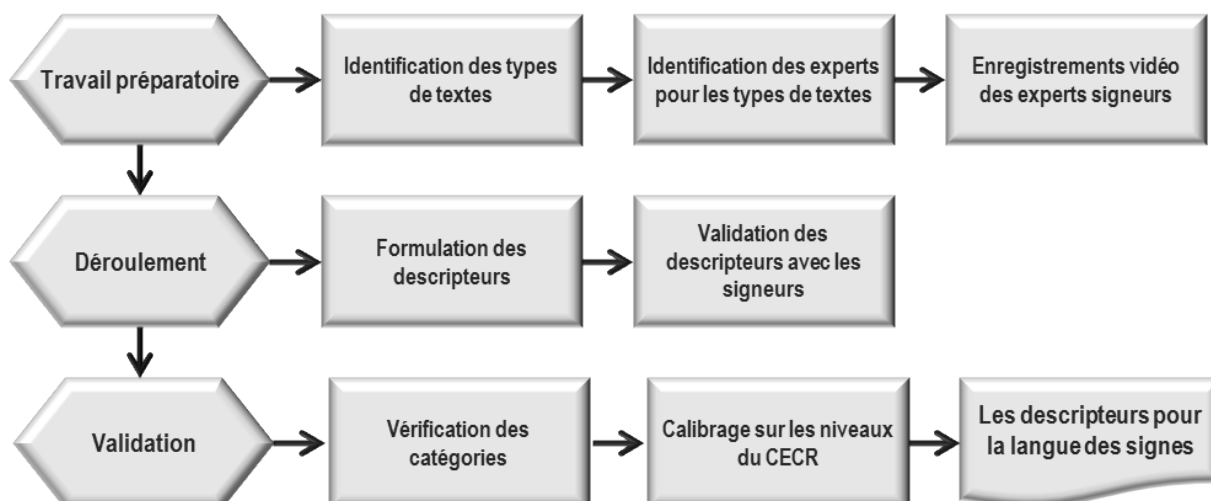 Travail préparatoire
Identification des types
de textes
Identification des experts
pour les types de textes
Enregistrements vidéo
des experts signeurs
Déroulement
Formulation des
descripteurs
Validation des
descripteurs avec les
signeurs
Validation
Vérification des
catégories
Calibrage sur les niveaux
du CECR
Les descripteurs pour
la langue des signes